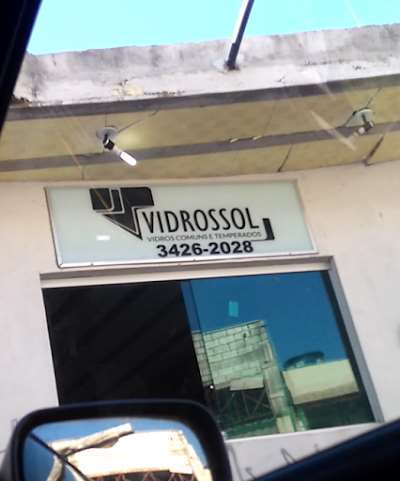 VIDROSSOL
VIDROS COMUNS E TEMPERADOS
3426-2028